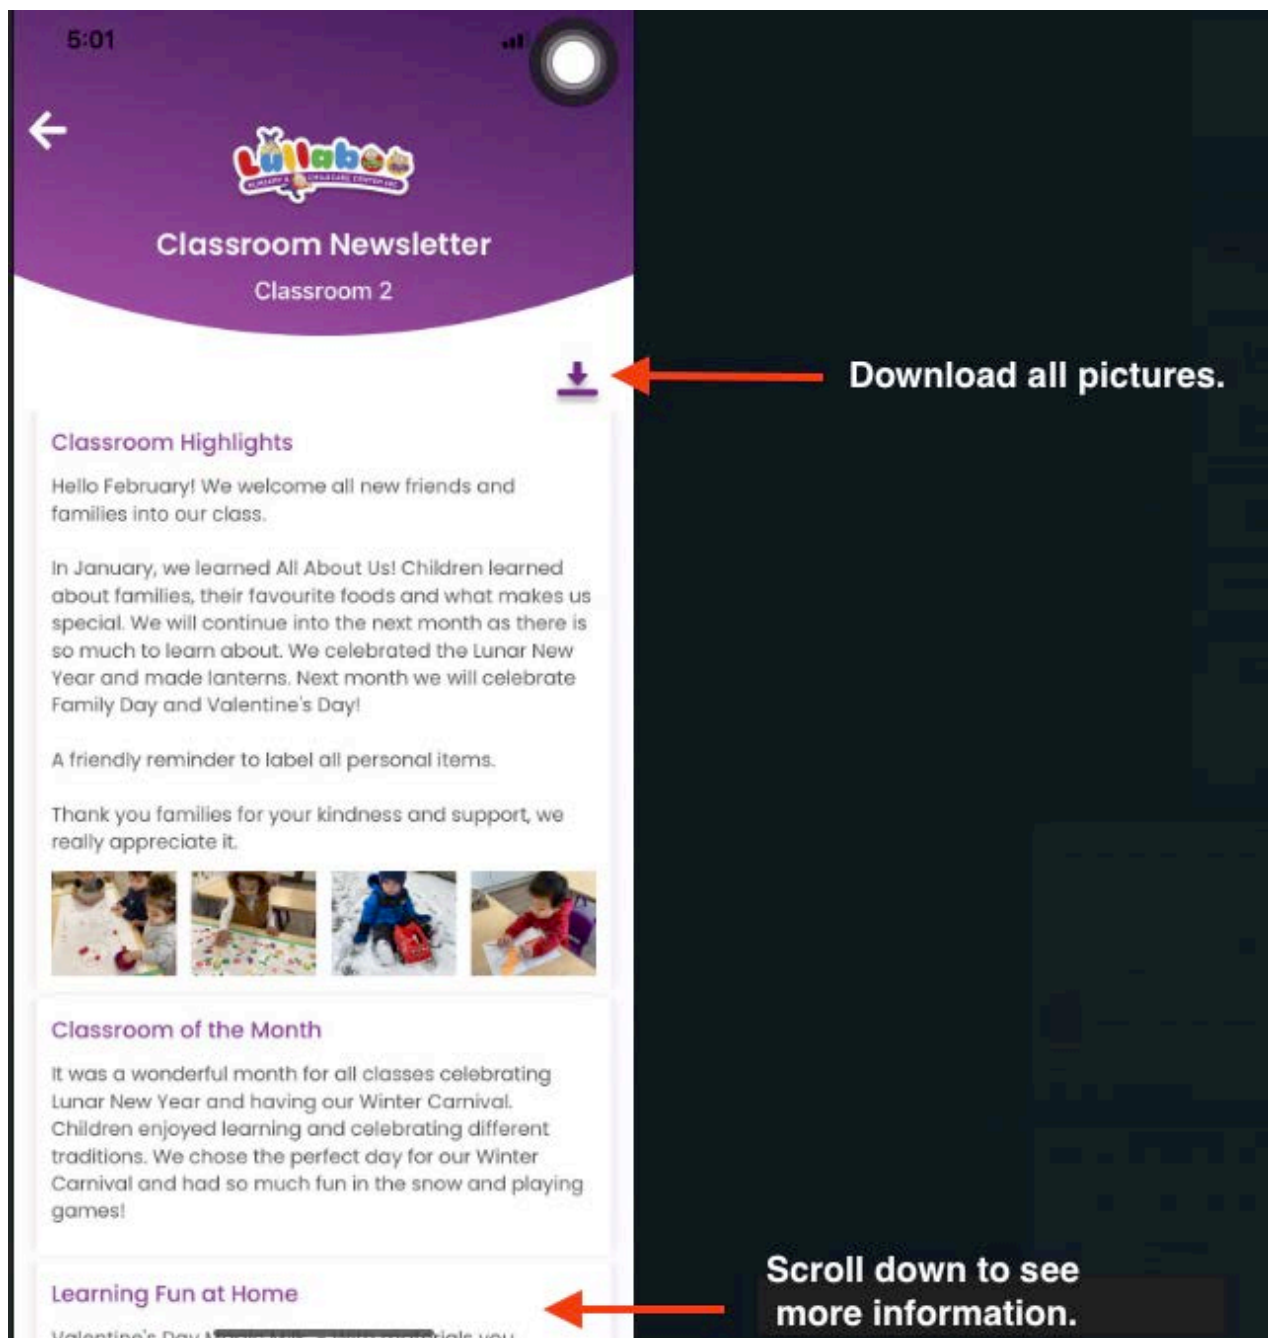 5:01
Lullaboo
NURSERY & CHILDCARE CENTER INC
Classroom Newsletter
Classroom 2
Download all pictures.
Classroom Highlights
Hello February! We welcome all new friends and
families into our class.
In January, we learned All About Us! Children learned
about families, their favourite foods and what makes us
special. We will continue into the next month as there is
so much to learn about. We celebrated the Lunar New
Year and made lanterns. Next month we will celebrate
Family Day and Valentine's Day!
A friendly reminder to label all personal items.
Thank you families for your kindness and support, we
really appreciate it.
Classroom of the Month
It was a wonderful month for all classes celebrating
Lunar New Year and having our Winter Carnival.
Children enjoyed learning and celebrating different
traditions. We chose the perfect day for our Winter
Carnival and had so much fun in the snow and playing
games!
Scroll down to see
more information.
Learning Fun at Home
Valentine's Day you